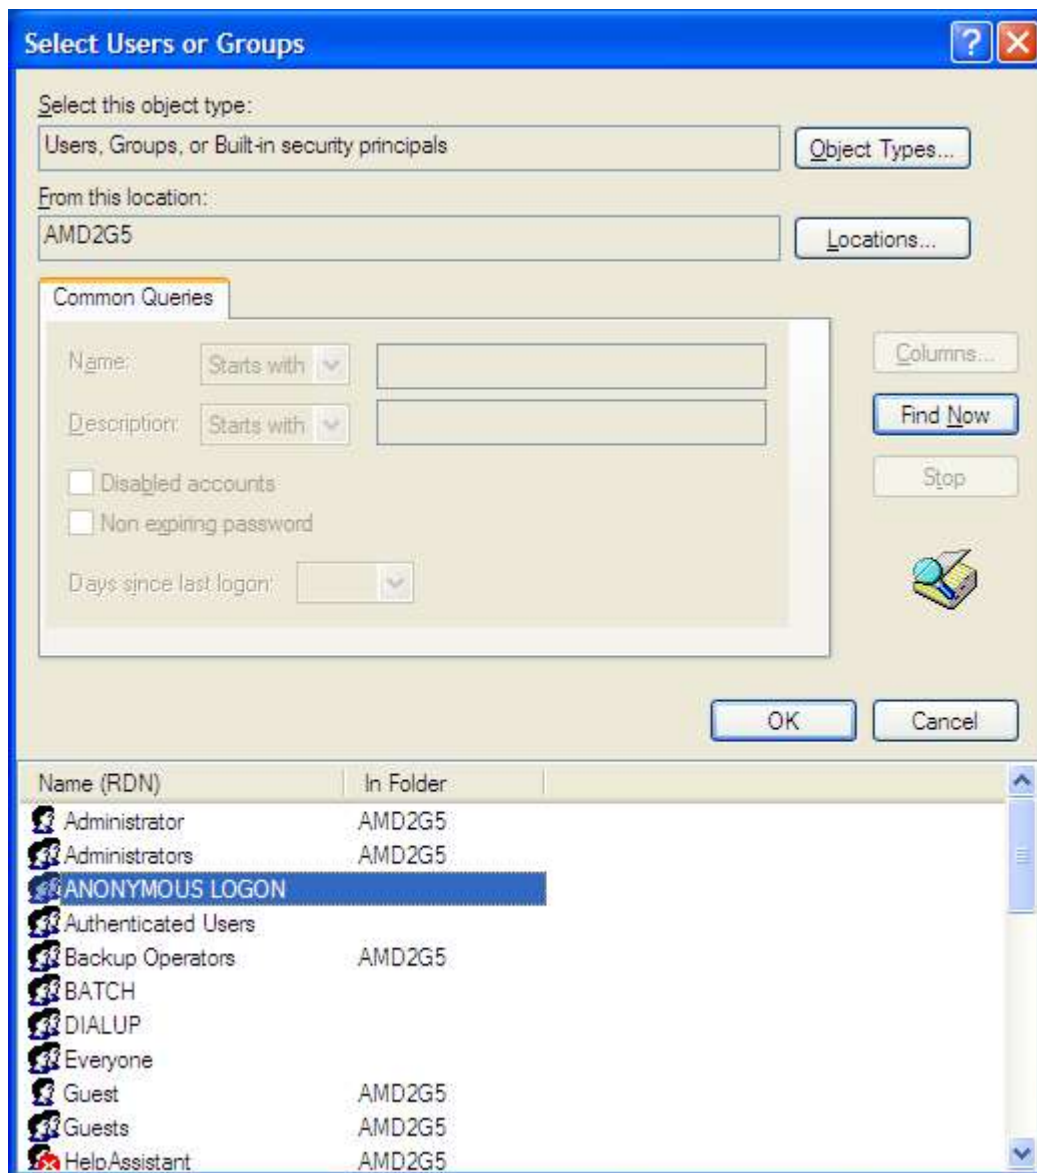 Select Users or Groups
Select this object type:
Users, Groups, or Built-in security principals
Object Types...
From this location:
AMD2G5
Locations...
Common Queries
Name:
Starts with
Columns...
Description:
Starts with
Find Now
Disabled accounts
Stop
Non expiring password
Days since last logon:
OK
Cancel
Name (RDN) In Folder
Administrator AMD2G5
Administrators AMD2G5
ANONYMOUS LOGON
Authenticated Users
Backup Operators AMD2G5
BATCH
DIALUP
Everyone
Guest AMD2G5
Guests AMD2G5
HelpAssistant AMD2G5